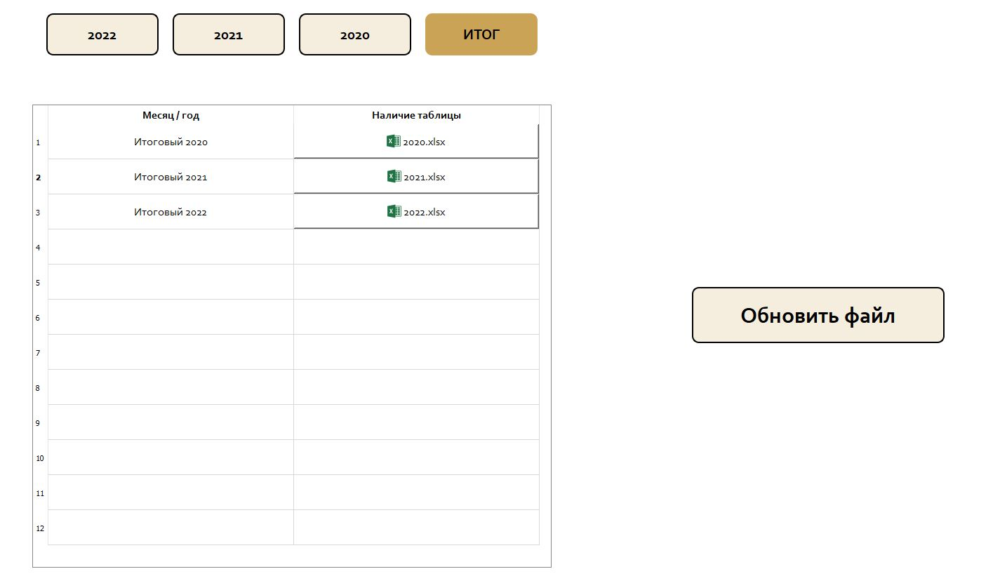 2022 2021 2020 ИТОГ
Месяц / год Наличие таблицы
1 Итоговый 2020 2020.xlsx
2 Итоговый 2021 2021.xlsx
3 Итоговый 2022 2022.xlsx
4
5
Обновить файл
6
7
8
9
10
11
12